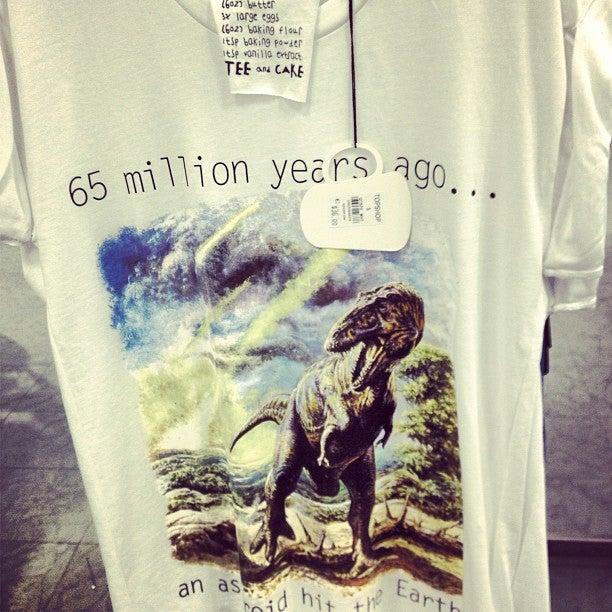 (6oz) butter
3x large eggs
(6oz) baking flour
1tsp baking powder
1tsp vanilla extract
TEE and CAKE
65 million years ago...
TOPSHOP
an as
roid hit the Earth